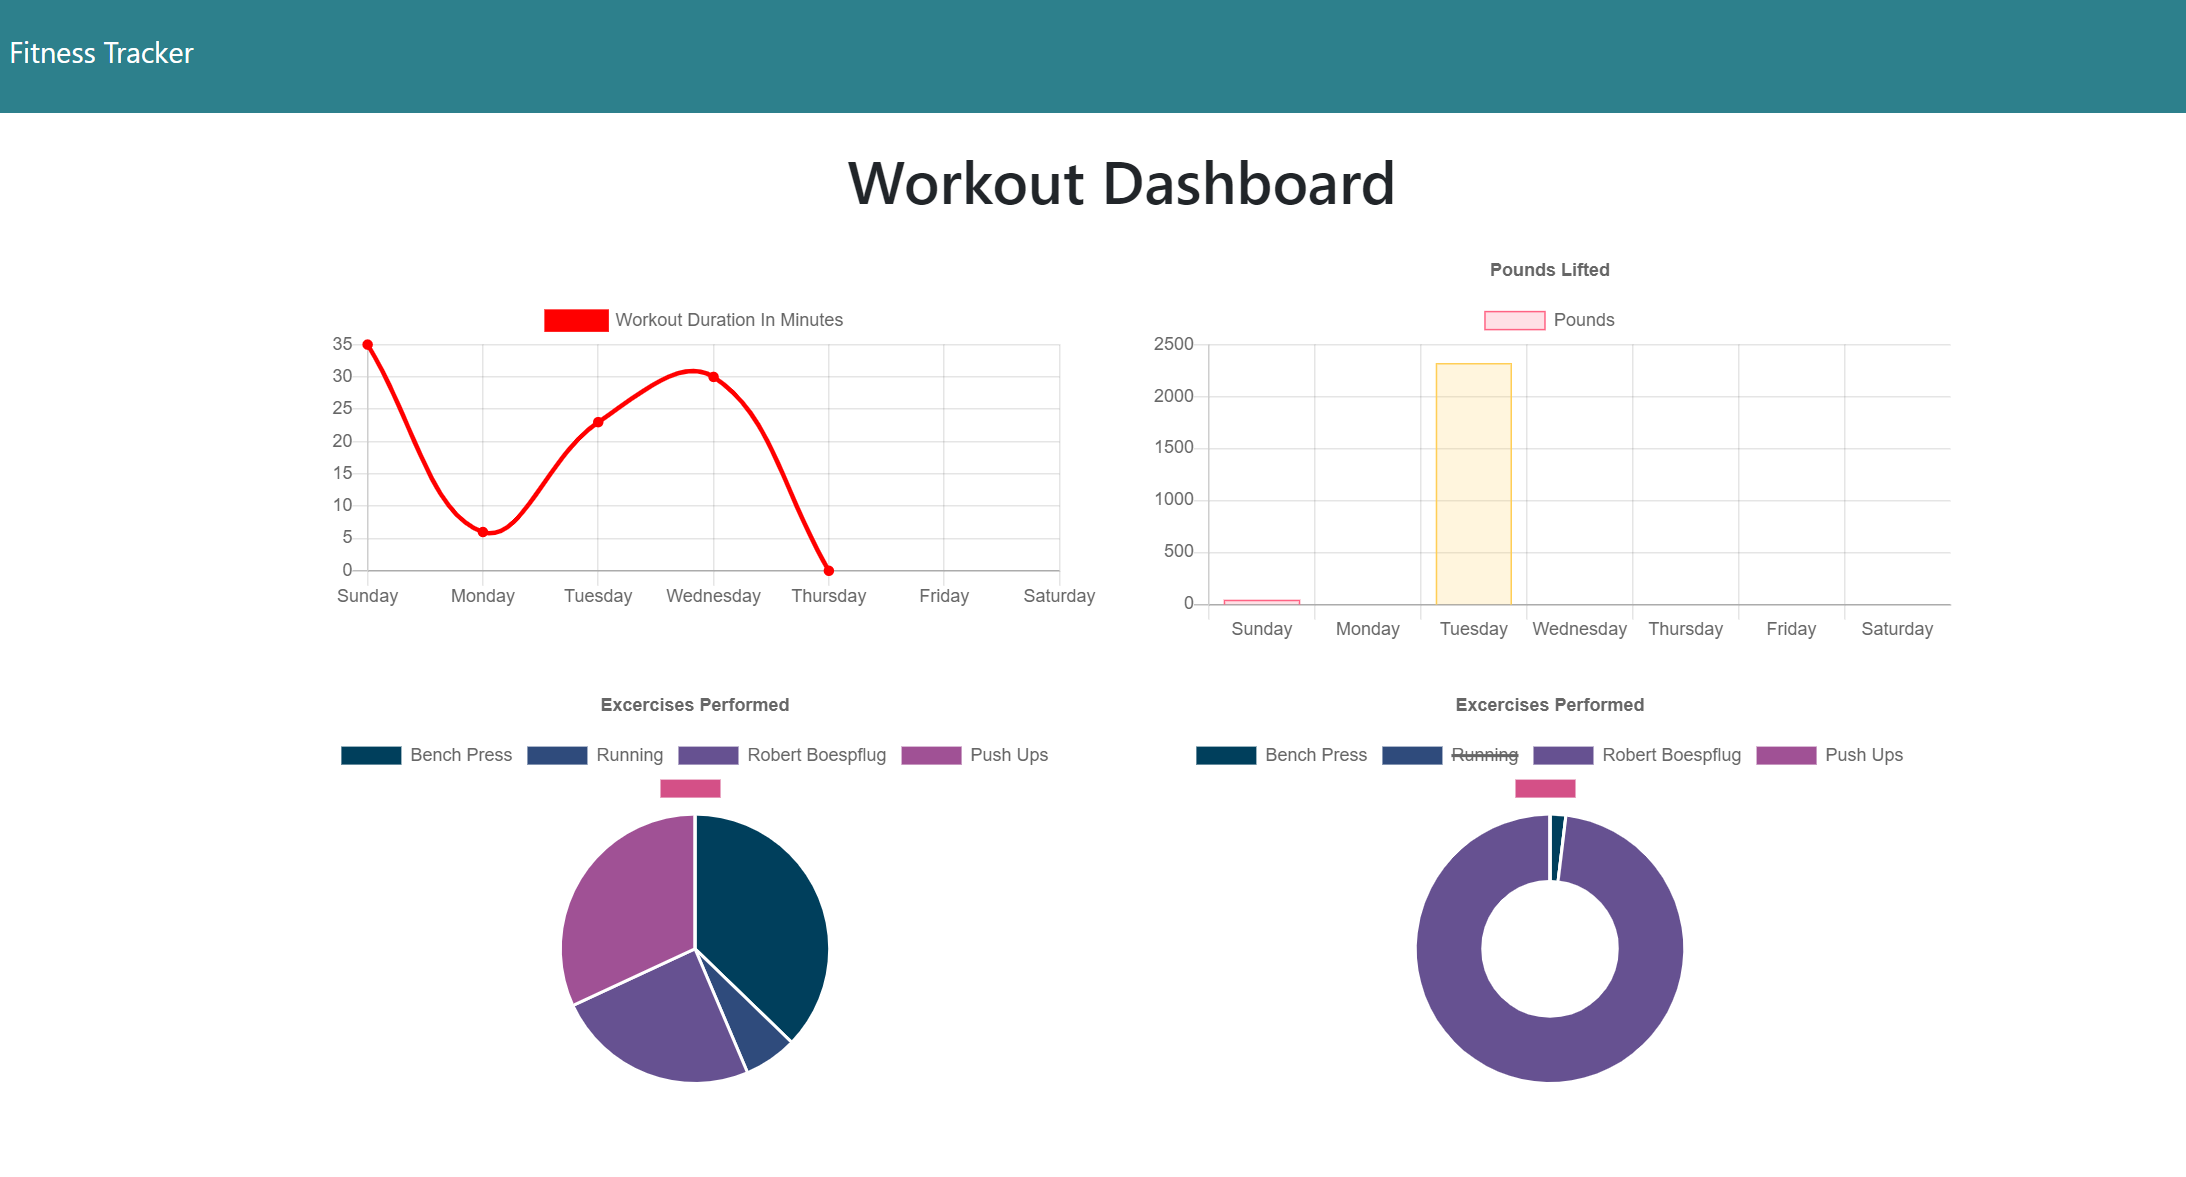 Fitness Tracker
Workout Dashboard
Workout Duration In Minutes
35
30
25
20
15
10
5
0
Sunday Monday Tuesday Wednesday Thursday Friday Saturday
Pounds Lifted
Pounds
2500
2000
1500
1000
500
0
Sunday Monday Tuesday Wednesday Thursday Friday Saturday
Excercises Performed
Bench Press Running Robert Boespflug Push Ups
Excercises Performed
Bench Press Running Robert Boespflug Push Ups